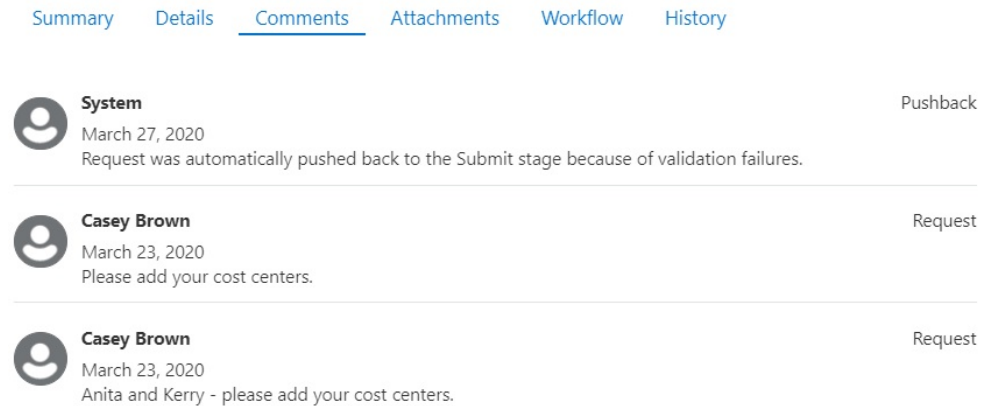 Summary Details Comments Attachments Workflow History
System Pushback
March 27, 2020
Request was automatically pushed back to the Submit stage because of validation failures.
Casey Brown Request
March 23, 2020
Please add your cost centers.
Casey Brown Request
March 23, 2020
Anita and Kerry - please add your cost centers.